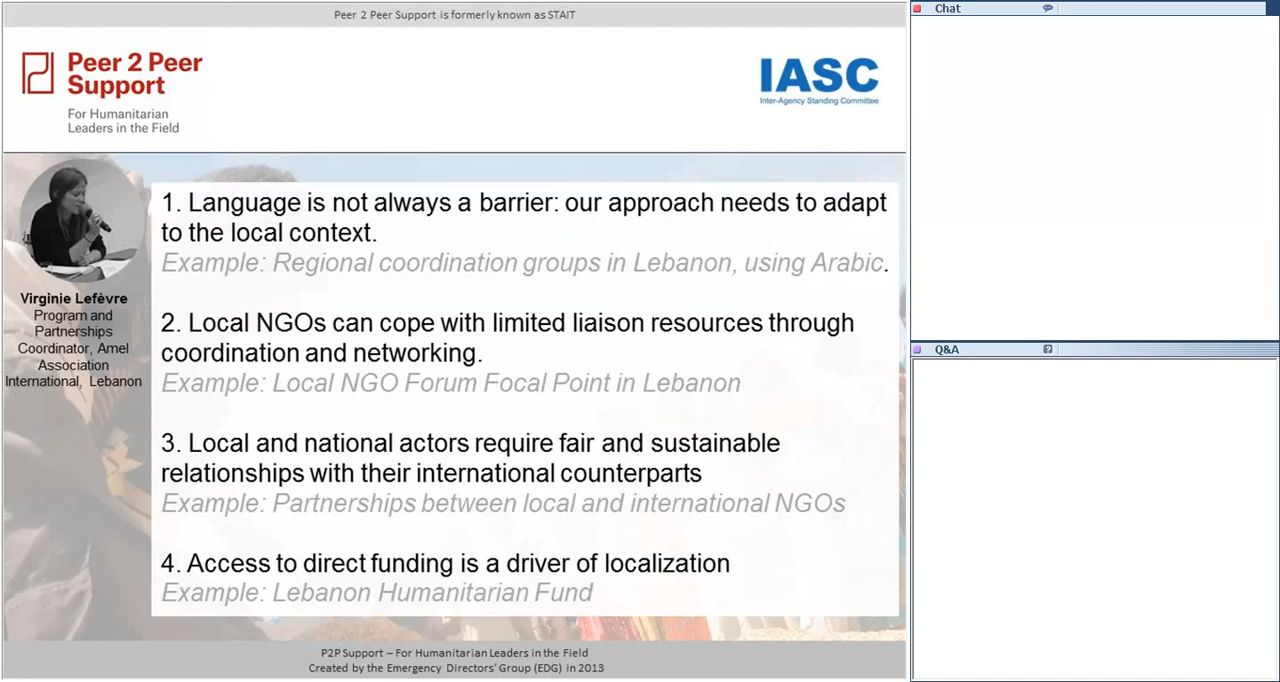 Peer 2 Peer Support is formerly known as STAIT
Peer 2 Peer
Support
For Humanitarian
Leaders in the Field
IASC
Inter-Agency Standing Committee
Virginie Lefèvre
Program and
Partnerships
Coordinator, Amel
Association
International, Lebanon
1. Language is not always a barrier: our approach needs to adapt
to the local context.
Example: Regional coordination groups in Lebanon, using Arabic.
2. Local NGOs can cope with limited liaison resources through
coordination and networking.
Example: Local NGO Forum Focal Point in Lebanon
3. Local and national actors require fair and sustainable
relationships with their international counterparts
Example: Partnerships between local and international NGOs
4. Access to direct funding is a driver of localization
Example: Lebanon Humanitarian Fund
P2P Support – For Humanitarian Leaders in the Field
Created by the Emergency Directors' Group (EDG) in 2013
Chat
Q&A